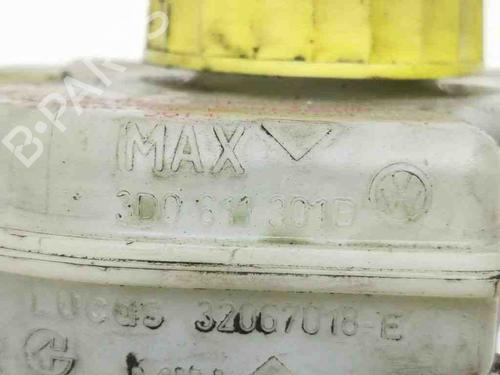 B-PARTS
MAX
3D0 611 301B
Lucas 32067018-E